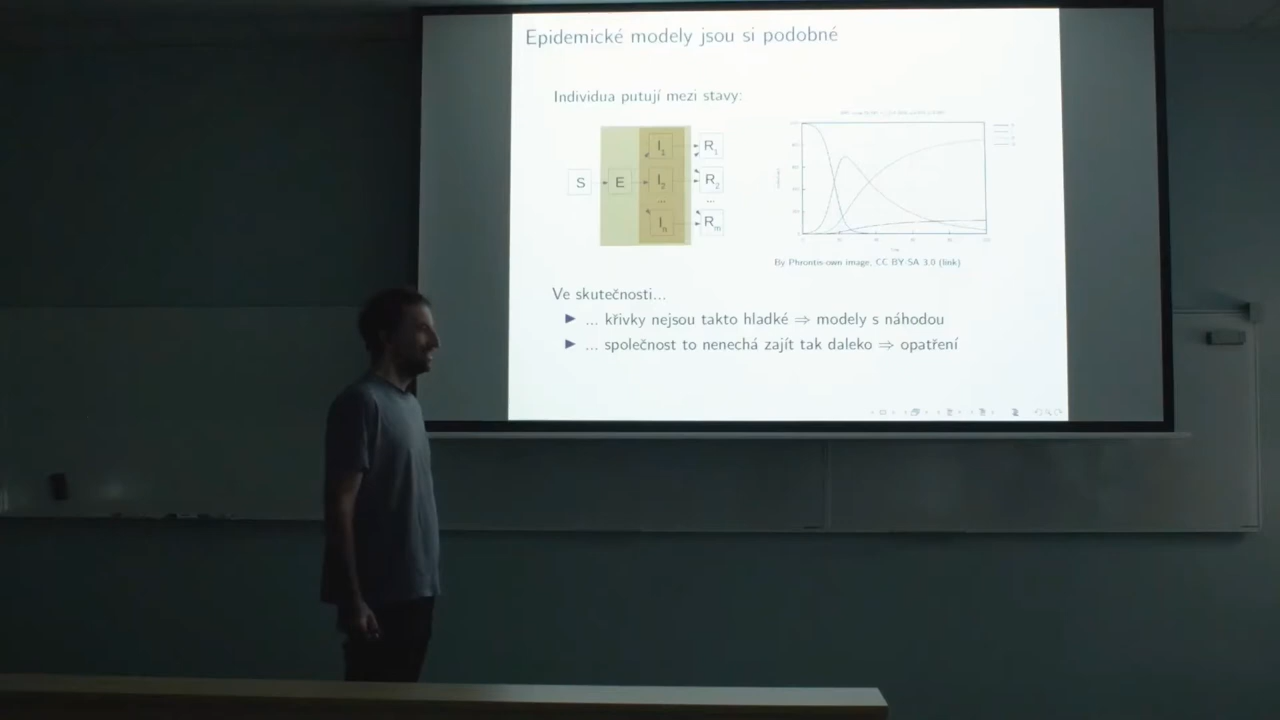 Epidemické modely jsou si podobné
Individua putují mezi stavy:
S
E
I1
I2
...
In
R1
R2
...
Rm
By Phrontis-own image, CC BY-SA 3.0 (link)
Ve skutečnosti...
... křivky nejsou takto hladké ⇒ modely s náhodou
... společnost to nenechá zajít tak daleko ⇒ opatření